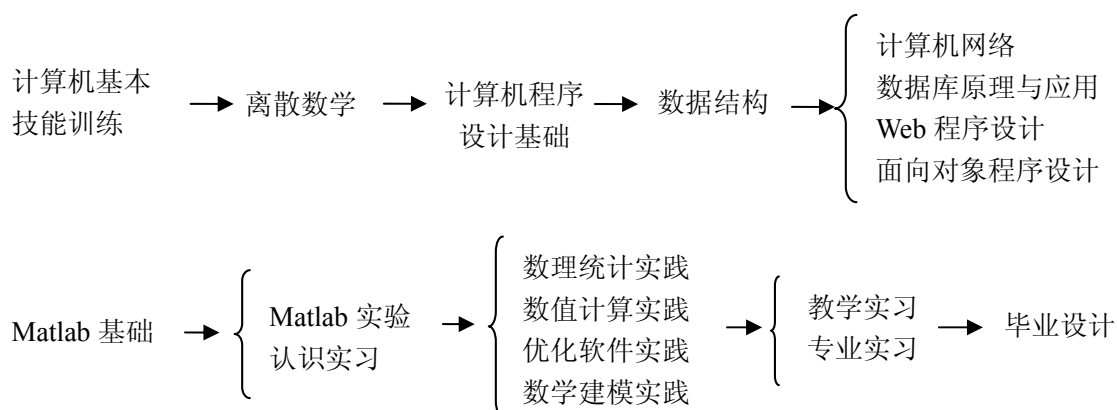 计算机基本
技能训练
离散数学
计算机程序
设计基础
数据结构
计算机网络
数据库原理与应用
Web 程序设计
面向对象程序设计
Matlab 基础
Matlab 实验
认识实习
数理统计实践
数值计算实践
优化软件实践
数学建模实践
教学实习
专业实习
毕业设计